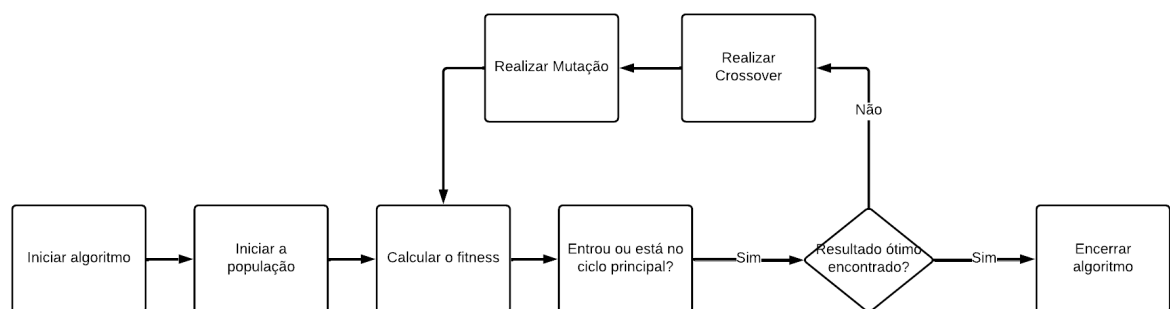 Realizar Mutação
Realizar
Crossover
Não
Iniciar algoritmo
Iniciar a
população
Calcular o fitness
Entrou ou está no
ciclo principal?
Sim
Resultado ótimo
encontrado?
Sim
Encerrar
algoritmo